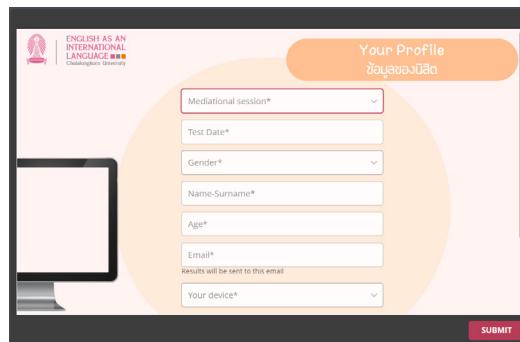 ENGLISH AS AN
INTERNATIONAL
LANGUAGE
Chulalongkorn University
Your Profile
ข้อมูลของนิสิต
Mediational session*
Test Date*
Gender*
Name-Surname*
Age*
Email*
Results will be sent to this email
Your device*
SUBMIT